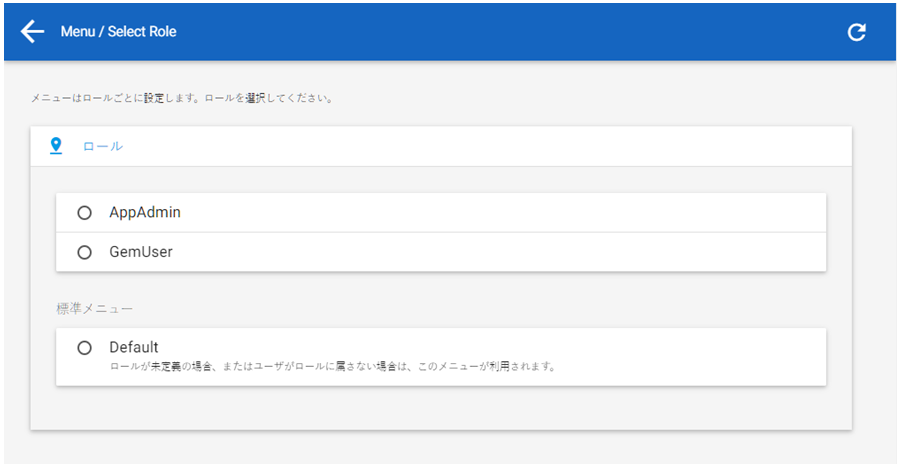 Menu / Select Role
メニューはロールごとに設定します。ロールを選択してください。
ロール
AppAdmin
GemUser
標準メニュー
Default
ロールが未定義の場合、またはユーザがロールに属さない場合は、このメニューが利用されます。